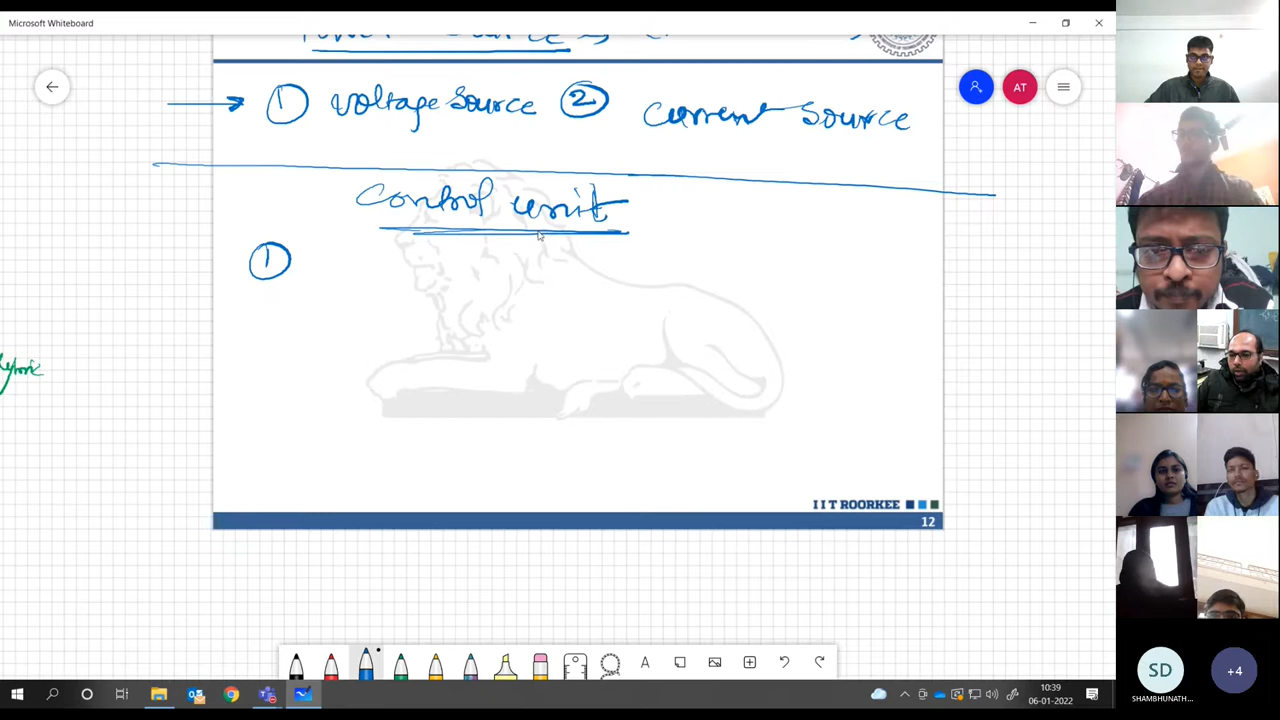 Microsoft Whiteboard
① Voltage Source ② Current Source
Control unit
①
IIT ROORKEE
12
AT
A
SD
SHAMBHUNATH...
+4
10:39
06-01-2022